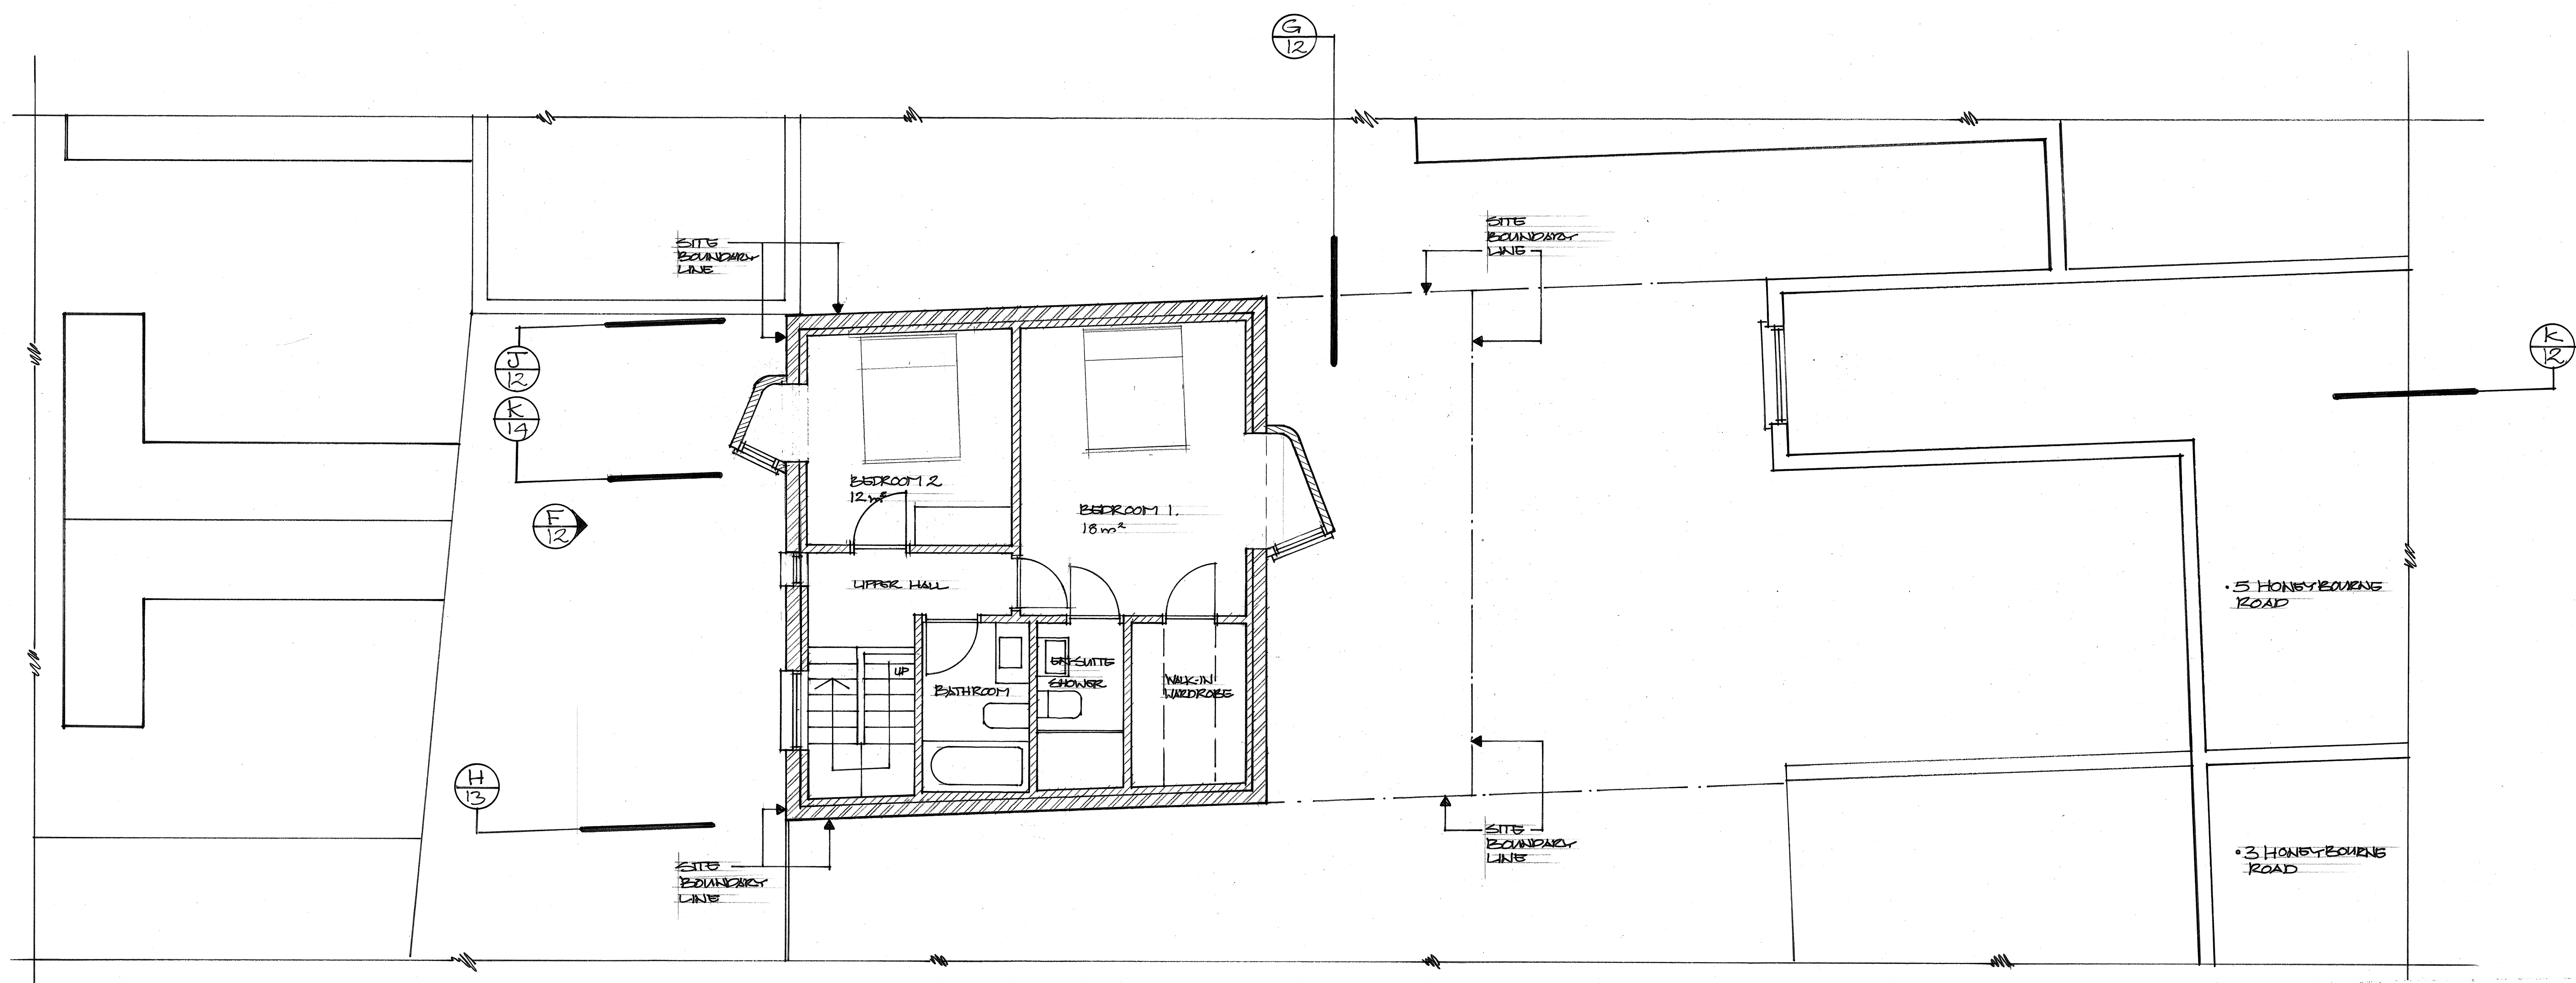 G
12
SITE
BOUNDARY
LINE
SITE
BOUNDARY
LINE
J
12
K
12
K
14
BEDROOM 2
12 m²
BEDROOM 1.
18 m²
F
12
UPPER HALL
• 5 HONEYBOURNE
ROAD
UP
BATHROOM
EN-SUITE
SHOWER
WALK-IN
WARDROBE
H
13
SITE
BOUNDARY
LINE
SITE
BOUNDARY
LINE
• 3 HONEYBOURNE
ROAD